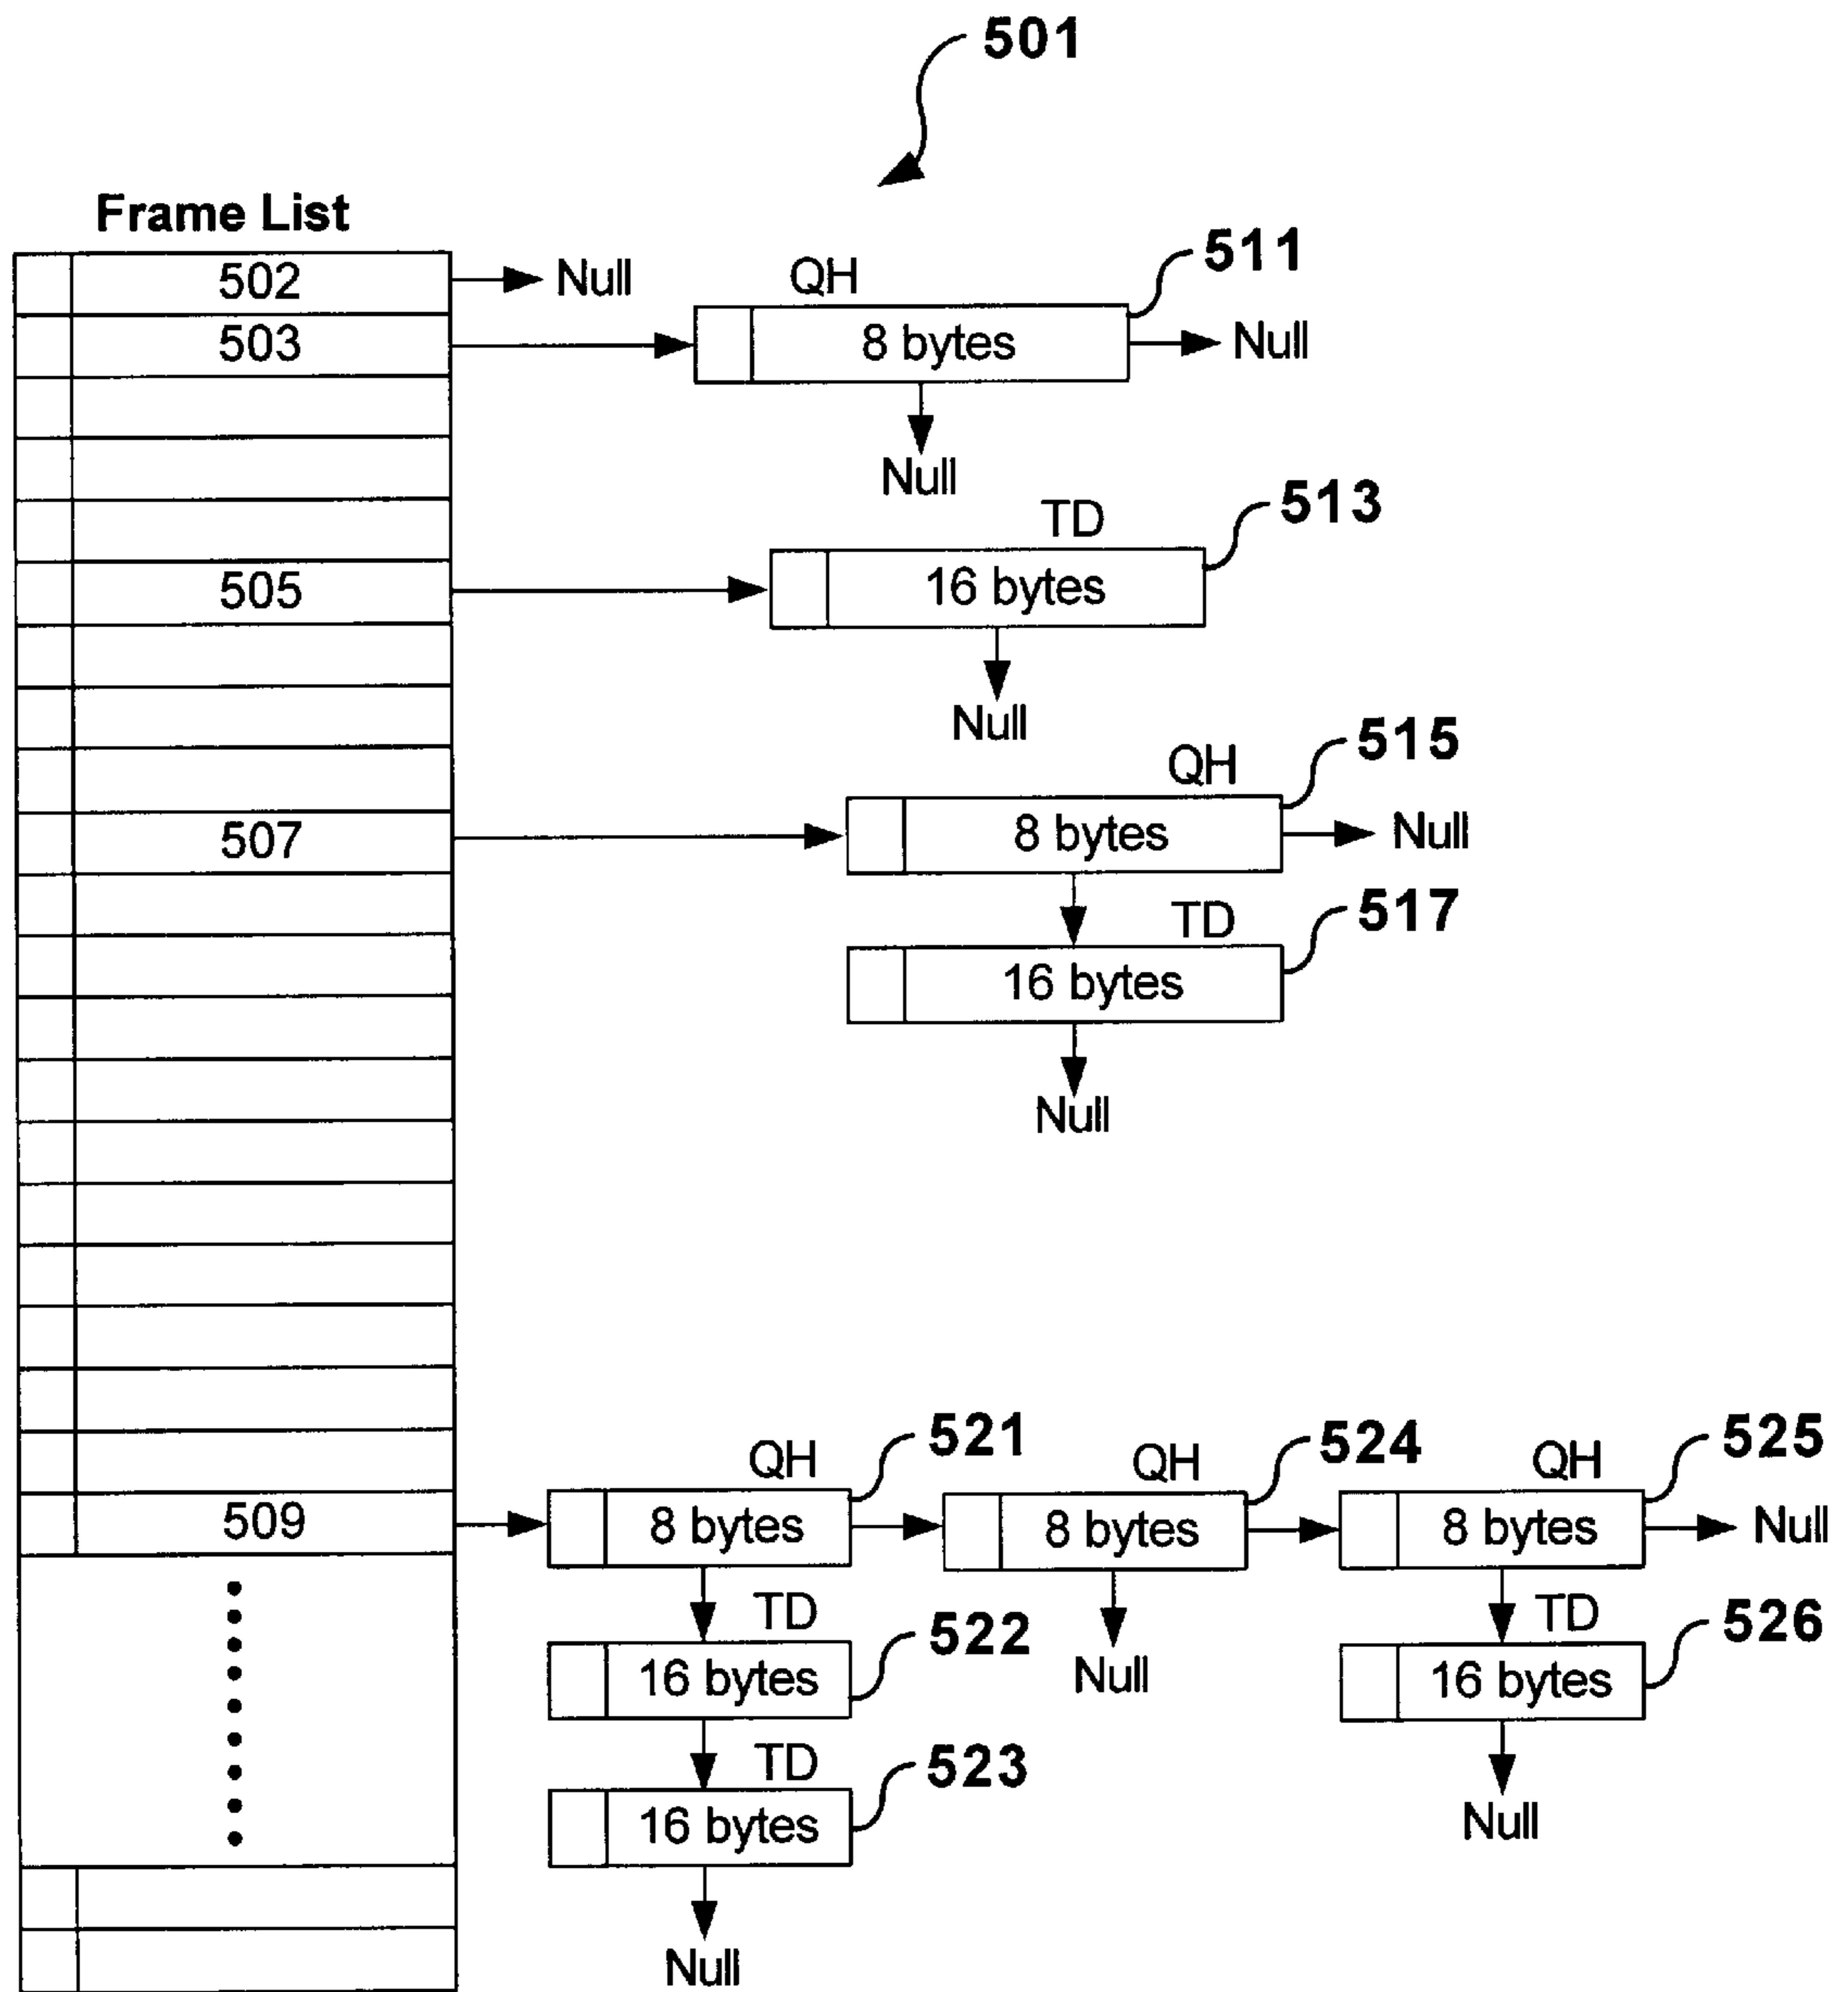 501
Frame List
502
Null
QH
511
503
8 bytes
Null
Null
TD
513
505
16 bytes
Null
QH
515
507
8 bytes
Null
TD
517
16 bytes
Null
QH
521
QH
524
QH
525
509
8 bytes
8 bytes
8 bytes
Null
TD
522
Null
TD
526
16 bytes
16 bytes
TD
523
Null
16 bytes
Null